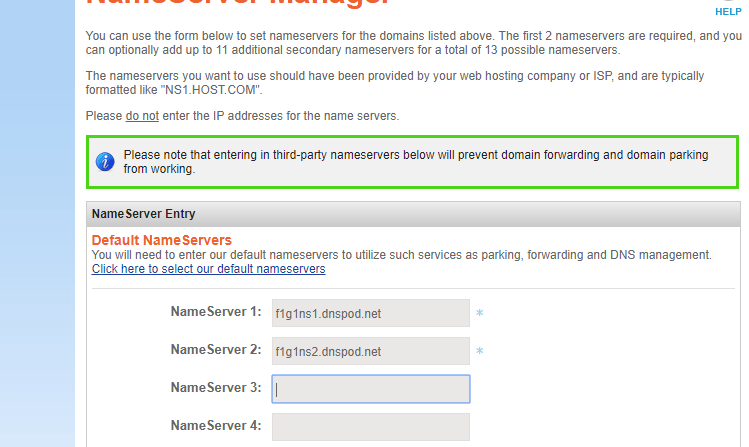 NameServer Manager
HELP
You can use the form below to set nameservers for the domains listed above. The first 2 nameservers are required, and you
can optionally add up to 11 additional secondary nameservers for a total of 13 possible nameservers.
The nameservers you want to use should have been provided by your web hosting company or ISP, and are typically
formatted like "NS1.HOST.COM".
Please do not enter the IP addresses for the name servers.
Please note that entering in third-party nameservers below will prevent domain forwarding and domain parking
from working.
NameServer Entry
Default NameServers
You will need to enter our default nameservers to utilize such services as parking, forwarding and DNS management.
Click here to select our default nameservers
NameServer 1: f1g1ns1.dnspod.net *
NameServer 2: f1g1ns2.dnspod.net *
NameServer 3:
NameServer 4: